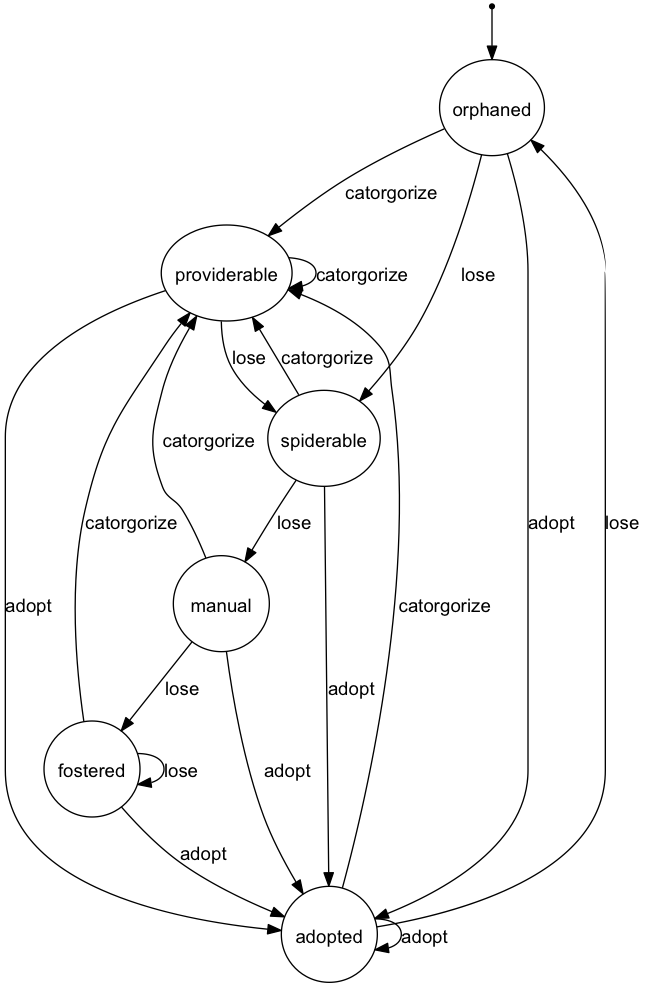 orphaned
catorgorize
providerable
catorgorize
lose
lose
catorgorize
catorgorize
spiderable
catorgorize
lose
adopt
lose
adopt
manual
catorgorize
lose
adopt
fostered
lose
adopt
adopt
adopted
adopt